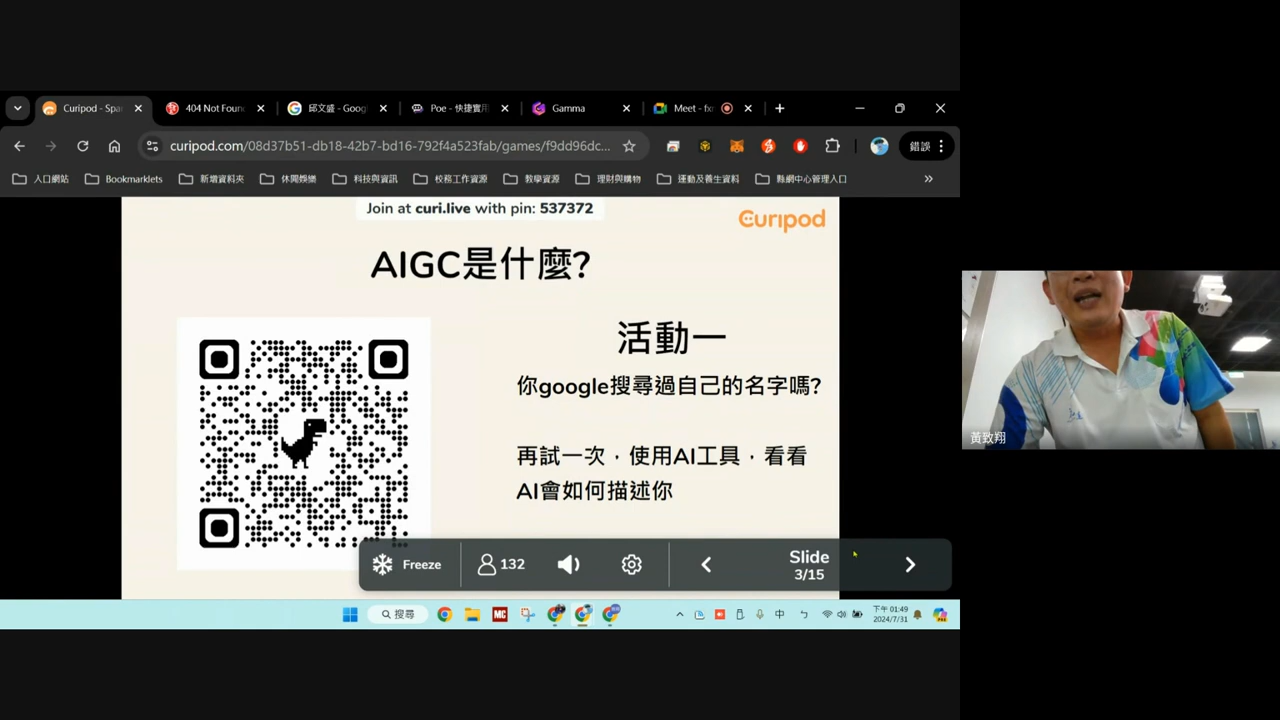 Curipod - Spa
404 Not Foun
邱文盛 - Goog
Poe - 快捷實用
Gamma
Meet - fx
curipod.com/08d37b51-db18-42b7-bd16-792f4a523fab/games/f9dd96dc...
錯誤
人口網站
Bookmarklets
新增資料夾
休閒娛樂
科技與資訊
校務工作資源
教學資源
理財與購物
運動及養生資料
縣網中心管理入口
Join at curi.live with pin: 537372
Curipod
AIGC是什麼?
活動一
你google搜尋過自己的名字嗎?
再試一次，使用AI工具，看看
AI會如何描述你
Freeze
132
Slide
3/15
搜尋
MC
中
下午 01:49
2024/7/31
黃致翔